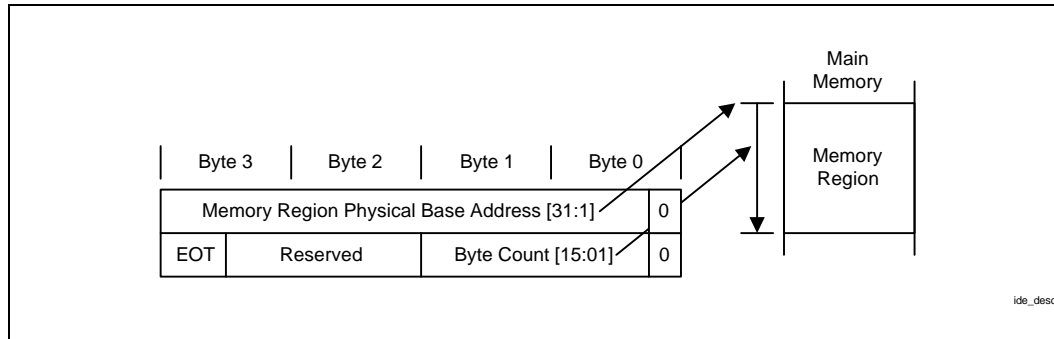 Main
Memory
Byte 3 Byte 2 Byte 1 Byte 0
Memory
Region
Memory Region Physical Base Address [31:1] 0
EOT Reserved Byte Count [15:01] 0
ide_desc